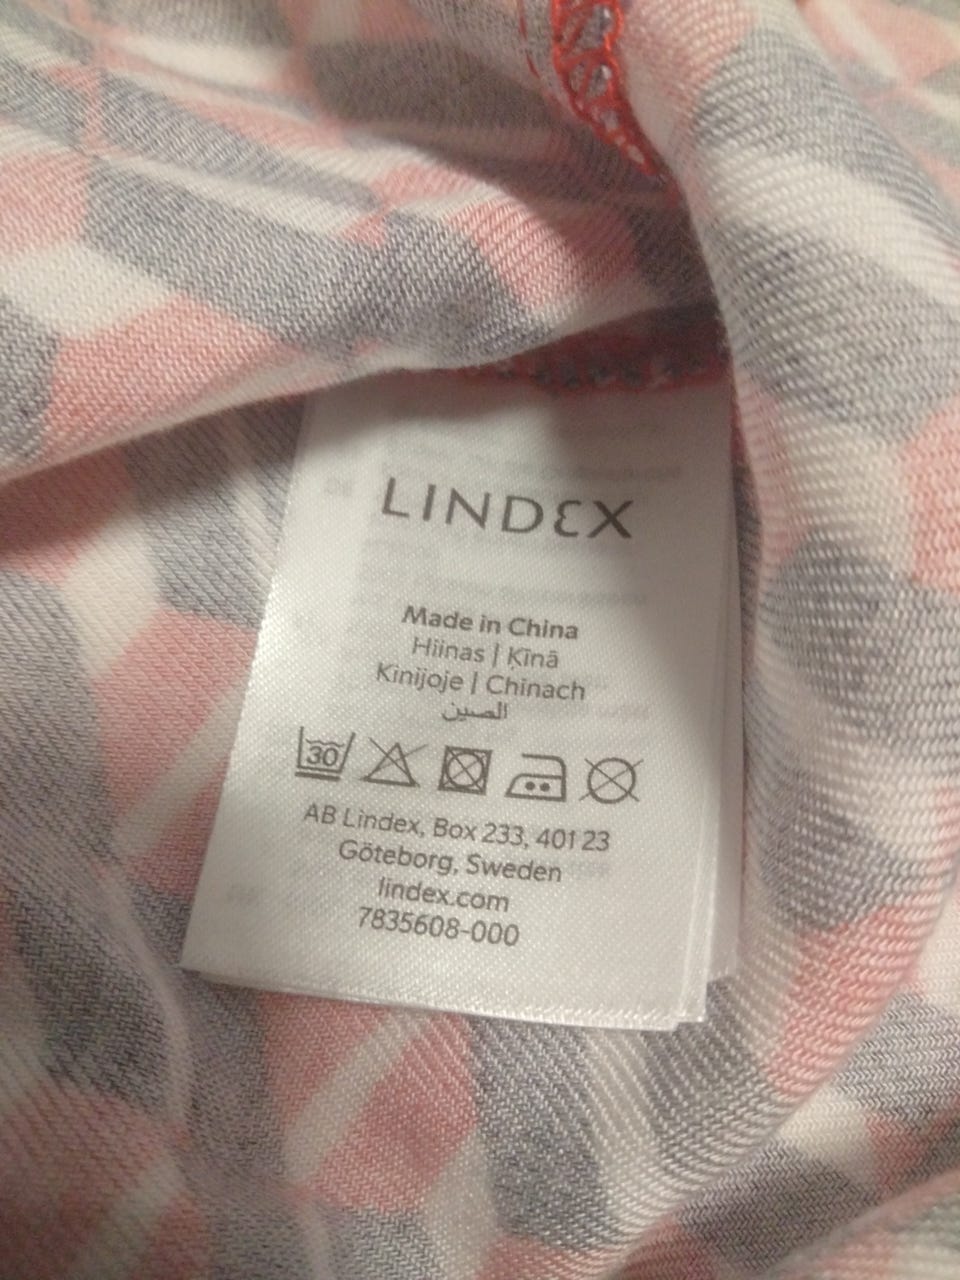 LINDEX
Made in China
Hiinas | Ķīnā
Kinijoje | Chinach
الصين
30
AB Lindex, Box 233, 401 23
Göteborg, Sweden
lindex.com
7835608-000